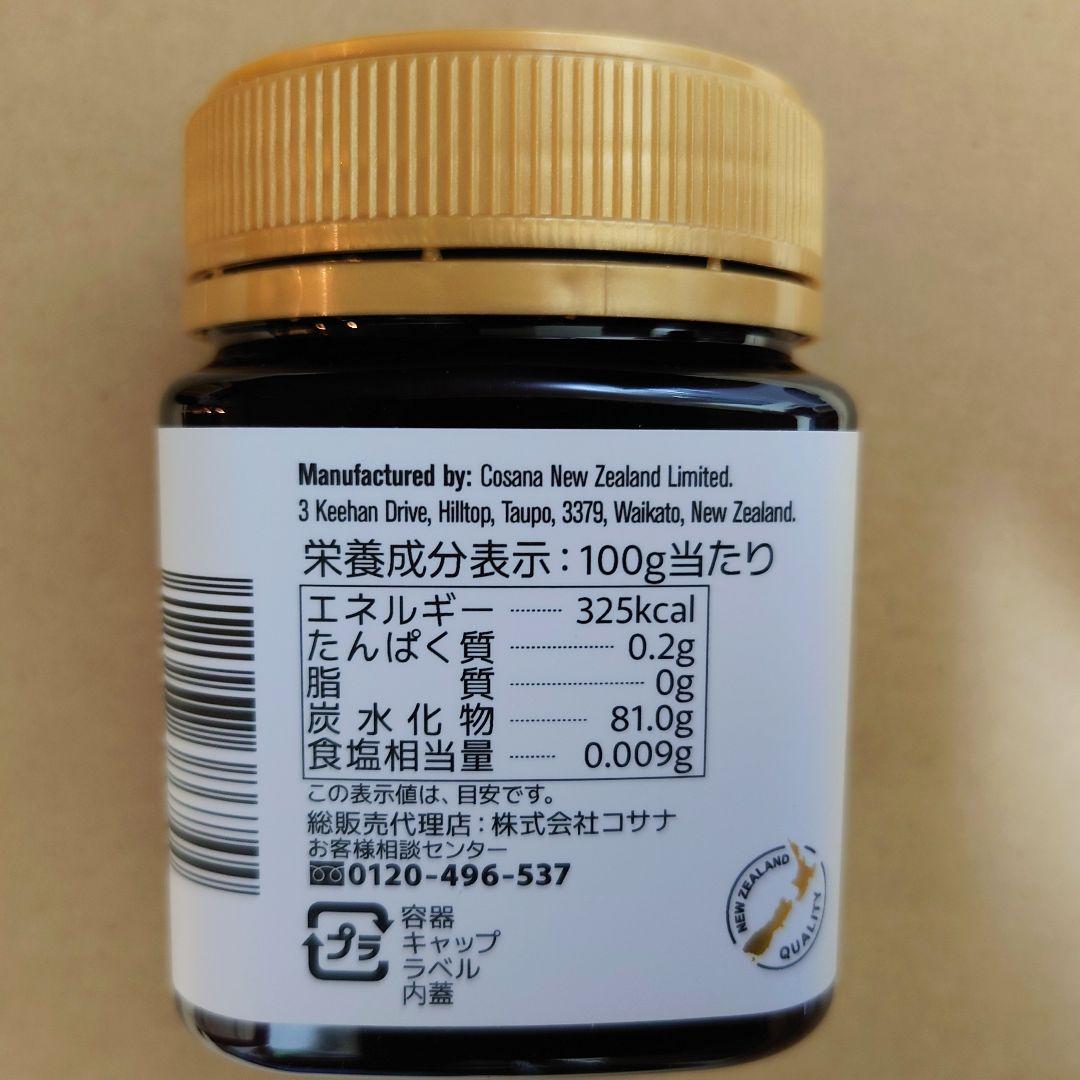 Manufactured by: Cosana New Zealand Limited.
3 Keehan Drive, Hilltop, Taupo, 3379, Waikato, New Zealand.
栄養成分表示：100g当たり
エネルギー ……… 325kcal
たんぱく質 ……… 0.2g
脂質 ……… 0g
炭水化物 ……… 81.0g
食塩相当量 ……… 0.009g
この表示値は、目安です。
総販売代理店：株式会社コサナ
お客様相談センター
0120-496-537
プラ
容器
キャップ
ラベル
内蓋
NEW ZEALAND
QUALITY